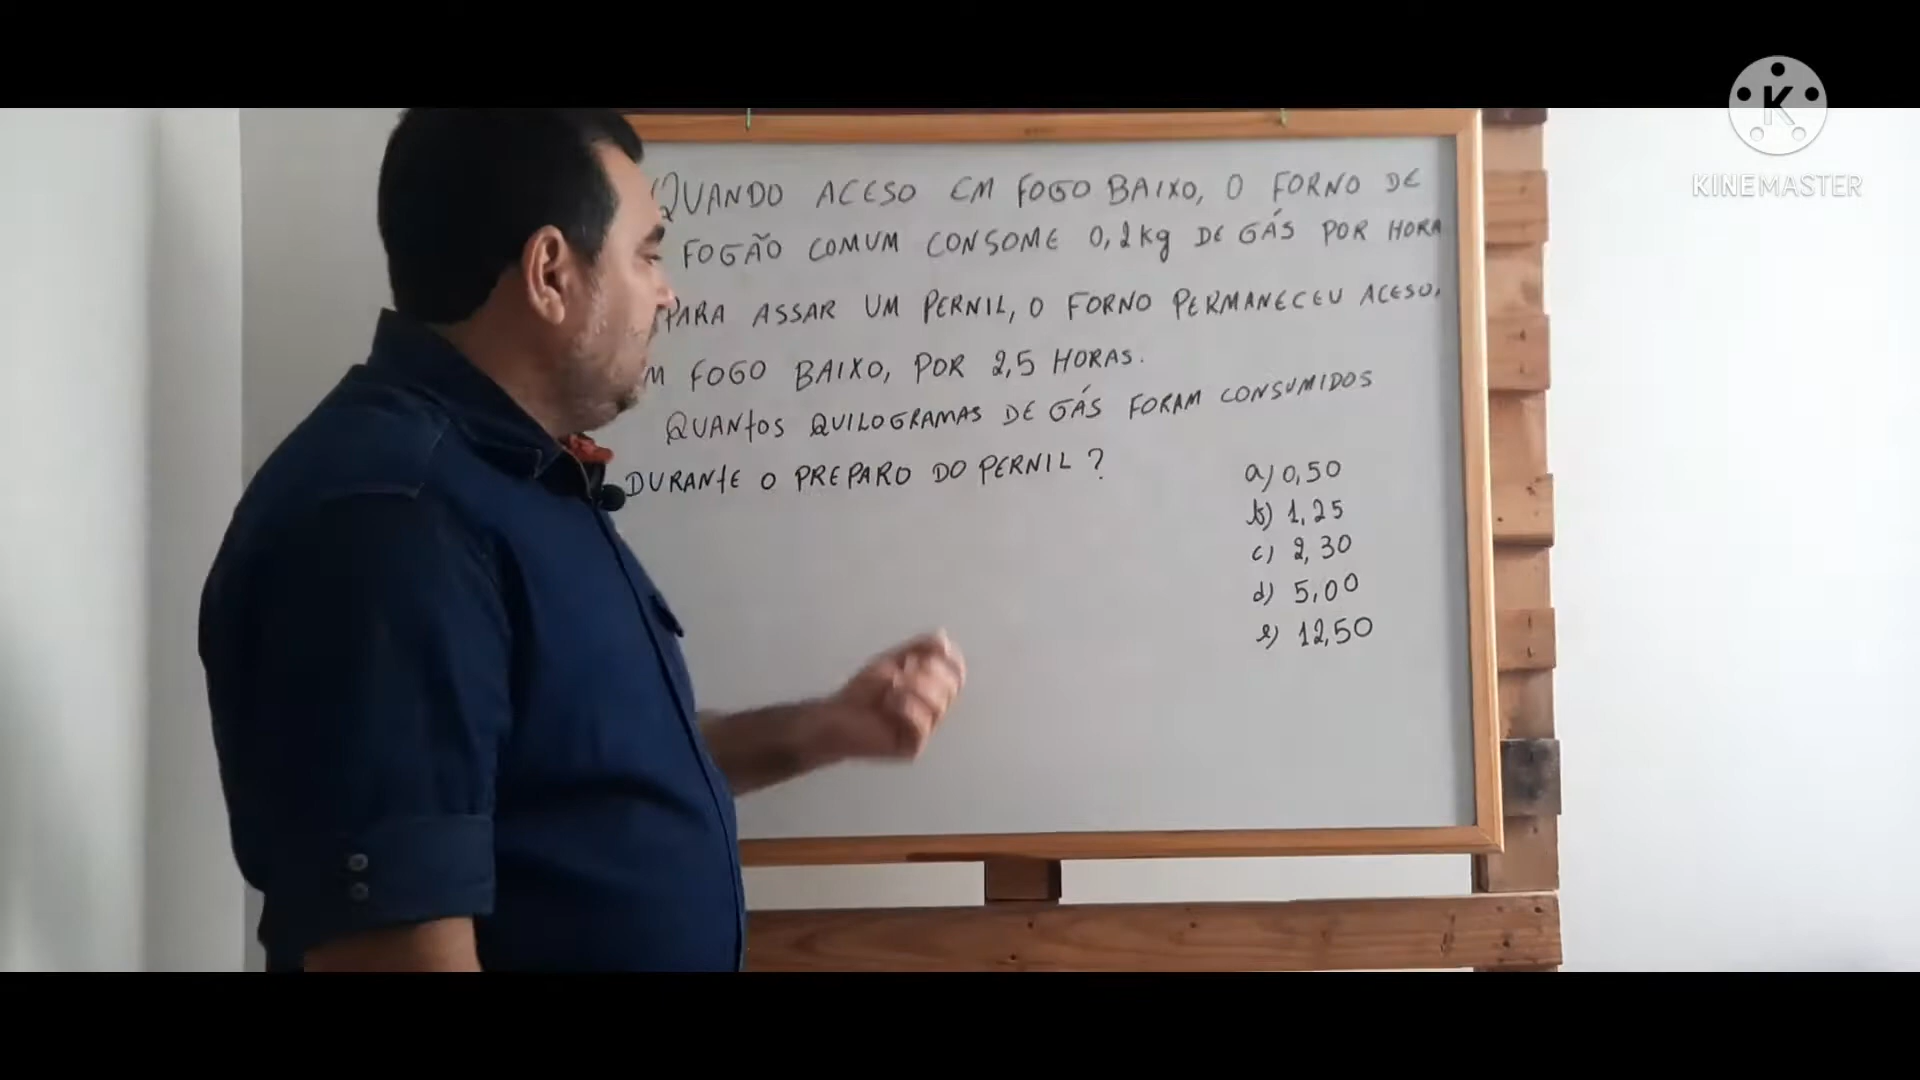 QUANDO ACESO EM FOGO BAIXO, O FORNO DE
FOGÃO COMUM CONSOME 0,2kg DE GÁS POR HORA
PARA ASSAR UM PERNIL, O FORNO PERMANECEU ACESO,
M FOGO BAIXO, POR 2,5 HORAS.
QUANTOS QUILOGRAMAS DE GÁS FORAM CONSUMIDOS
DURANTE O PREPARO DO PERNIL?
a) 0,50
b) 1,25
c) 2,30
d) 5,00
e) 12,50
K
KINEMASTER